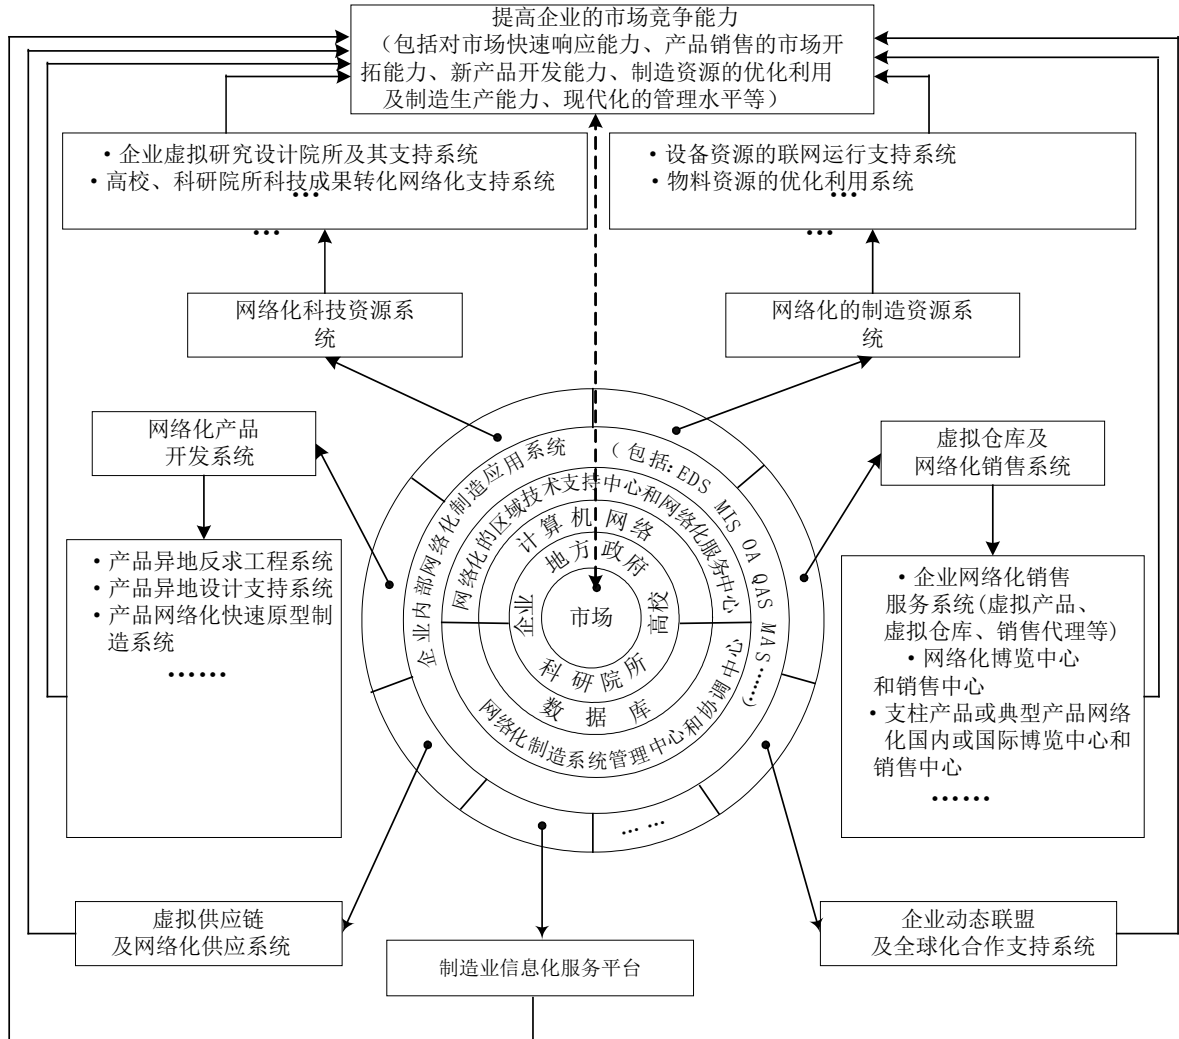 提高企业的市场竞争能力
（包括对市场快速响应能力、产品销售的市场开
拓能力、新产品开发能力、制造资源的优化利用
及制造生产能力、现代化的管理水平等）
•企业虚拟研究设计院所及其支持系统
•高校、科研院所科技成果转化网络化支持系统
•••
•••
•设备资源的联网运行支持系统
•物料资源的优化利用系统
•••
•••
网络化科技资源系
统
网络化的制造资源系
统
网络化产品
开发系统
虚拟仓库及
网络化销售系统
•产品异地反求工程系统
•产品异地设计支持系统
•产品网络化快速原型制
造系统
••••••
企业内部网络化制造应用系统 （包括:EDS MIS OA QAS MAS······)
网络化的区域技术支持中心和网络化服务中心
计算机网络
地方政府
企业
市场
高校
科研院所
数据库
网络化制造系统管理中心和协调中心
… …
•企业网络化销售
服务系统(虚拟产品、
虚拟仓库、销售代理等)
•网络化博览中心
和销售中心
•支柱产品或典型产品网络
化国内或国际博览中心和
销售中心
••••••
虚拟供应链
及网络化供应系统
制造业信息化服务平台
企业动态联盟
及全球化合作支持系统